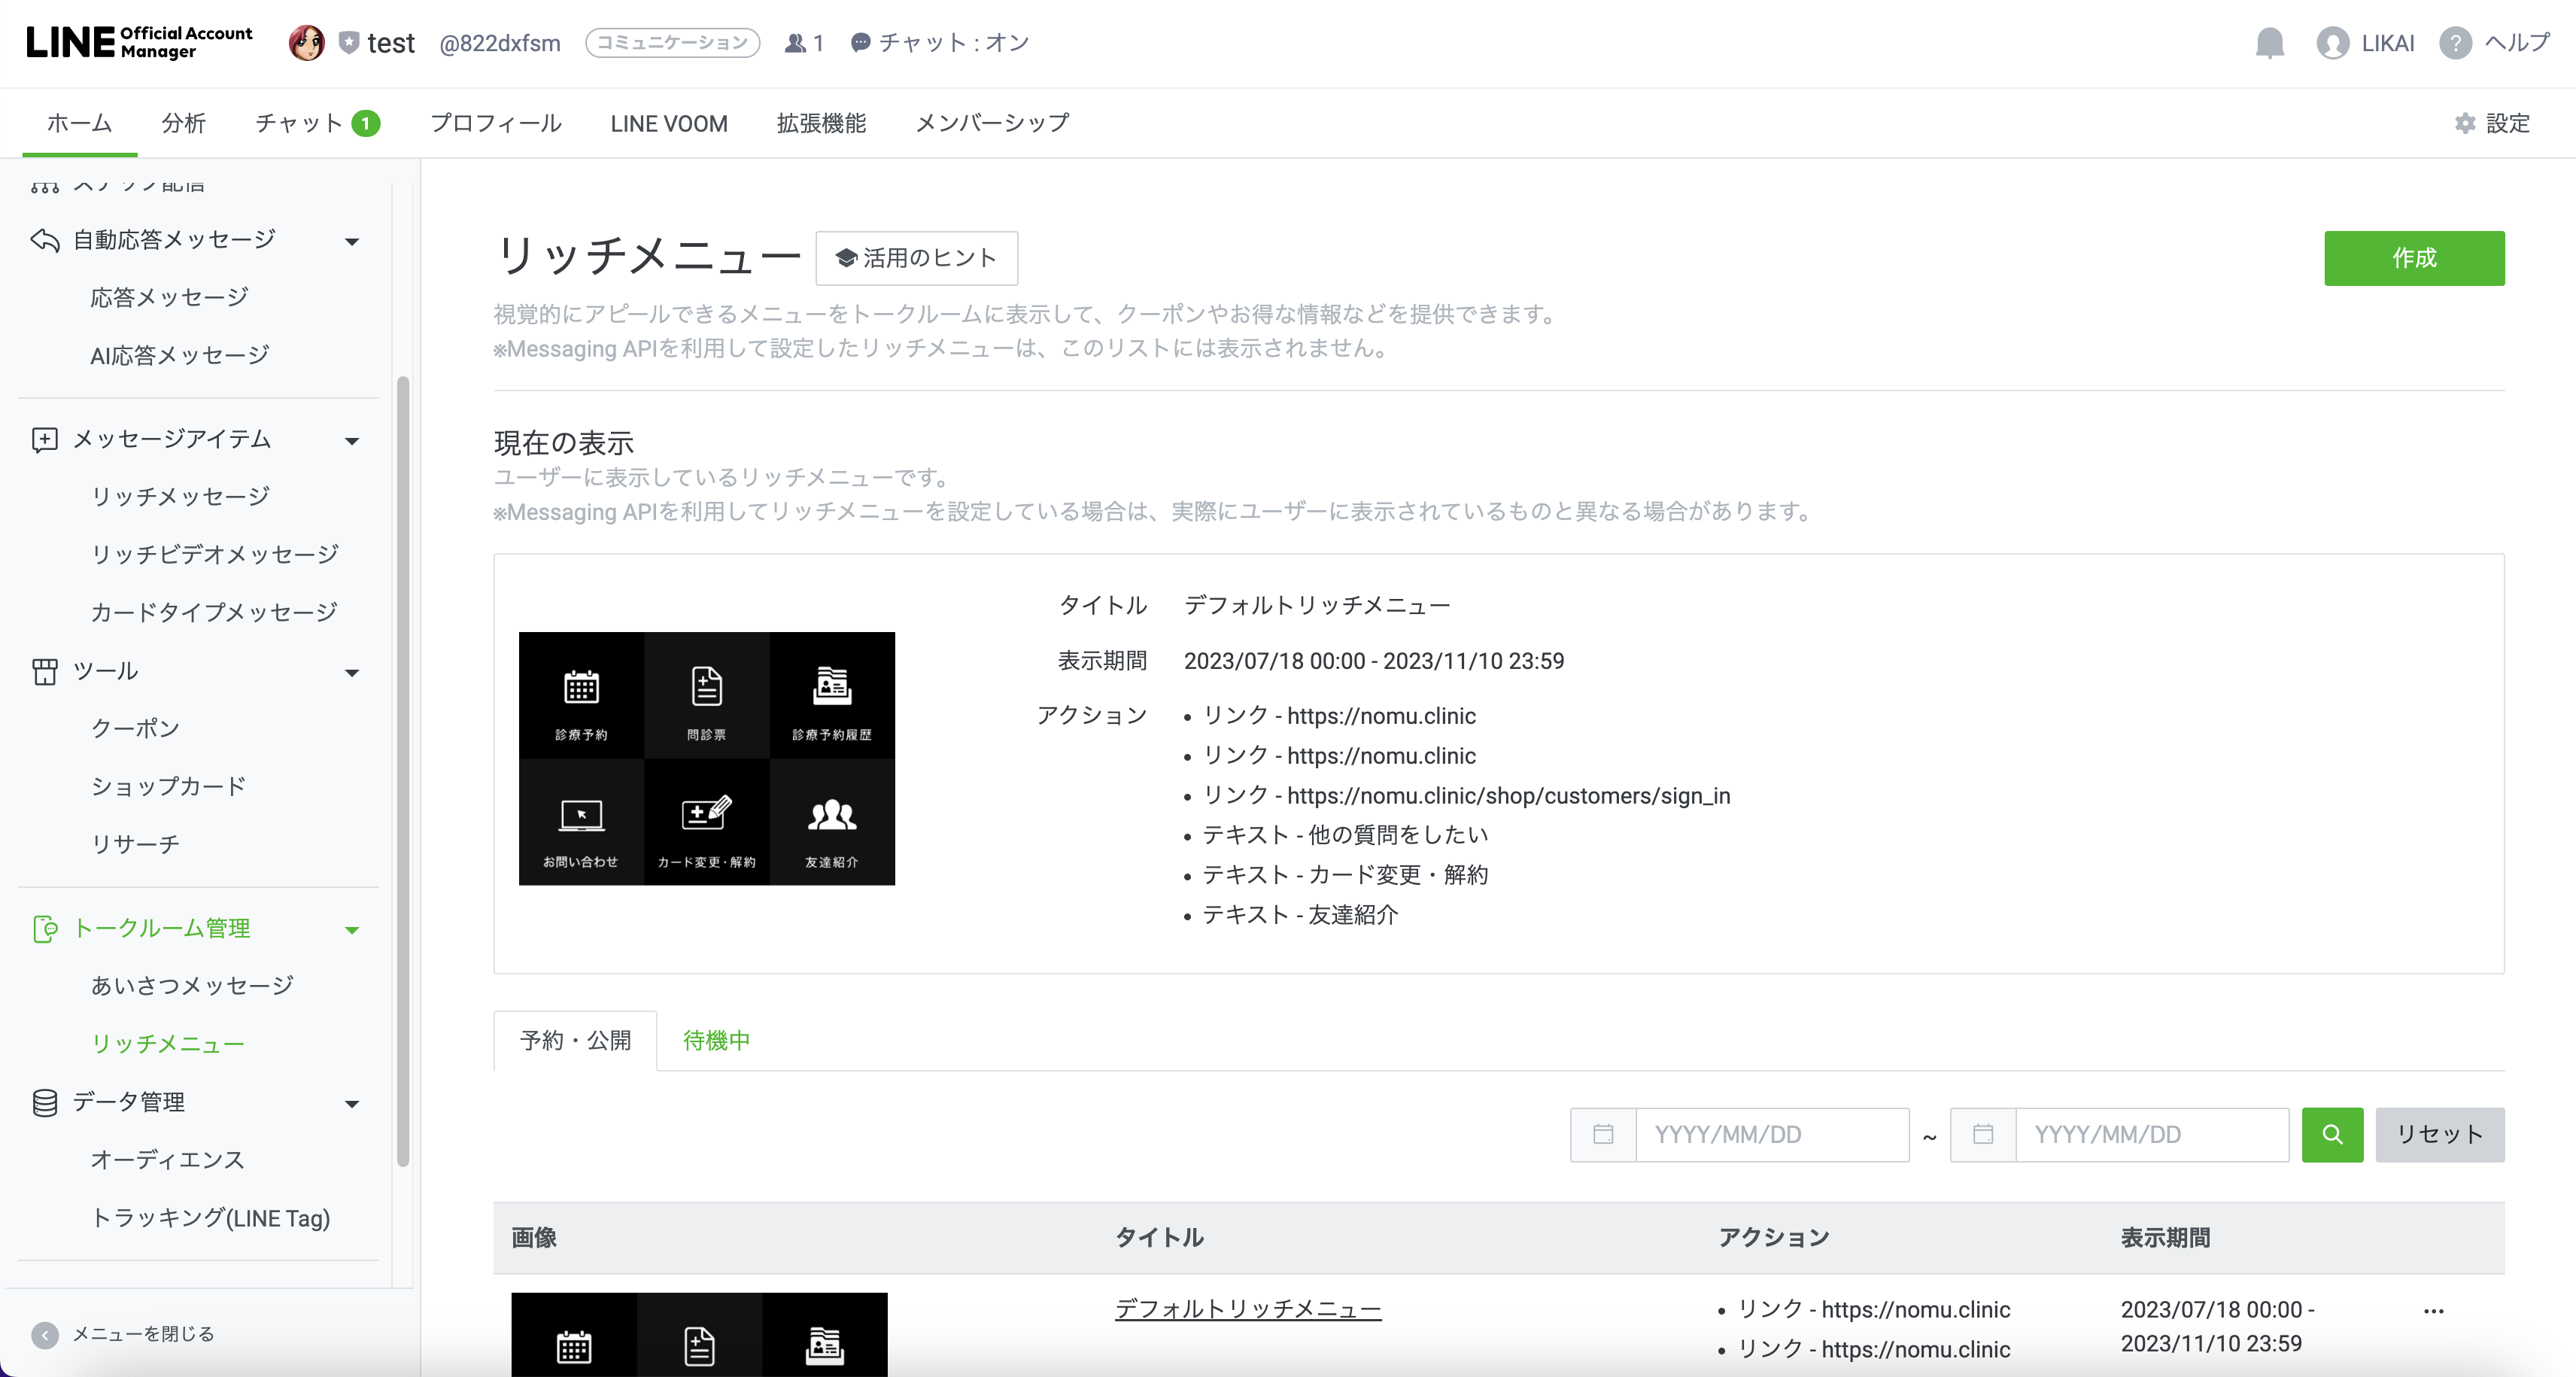 LINE Official Account Manager
test @822dxfsm コミュニケーション 1 チャット : オン
LIKAI ? ヘルプ
ホーム 分析 チャット 1 プロフィール LINE VOOM 拡張機能 メンバーシップ 設定
ステップ配信
自動応答メッセージ
応答メッセージ
AI応答メッセージ
メッセージアイテム
リッチメッセージ
リッチビデオメッセージ
カードタイプメッセージ
ツール
クーポン
ショップカード
リサーチ
トークルーム管理
あいさつメッセージ
リッチメニュー
データ管理
オーディエンス
トラッキング(LINE Tag)
メニューを閉じる
リッチメニュー 活用のヒント
作成
視覚的にアピールできるメニューをトークルームに表示して、クーポンやお得な情報などを提供できます。
※Messaging APIを利用して設定したリッチメニューは、このリストには表示されません。
現在の表示
ユーザーに表示しているリッチメニューです。
※Messaging APIを利用してリッチメニューを設定している場合は、実際にユーザーに表示されているものと異なる場合があります。
診療予約 問診票 診療予約履歴
お問い合わせ カード変更・解約 友達紹介
タイトル デフォルトリッチメニュー
表示期間 2023/07/18 00:00 - 2023/11/10 23:59
アクション • リンク - https://nomu.clinic
• リンク - https://nomu.clinic
• リンク - https://nomu.clinic/shop/customers/sign_in
• テキスト - 他の質問をしたい
• テキスト - カード変更・解約
• テキスト - 友達紹介
予約・公開 待機中
YYYY/MM/DD ~ YYYY/MM/DD リセット
画像 タイトル アクション 表示期間
デフォルトリッチメニュー • リンク - https://nomu.clinic 2023/07/18 00:00 -
• リンク - https://nomu.clinic 2023/11/10 23:59